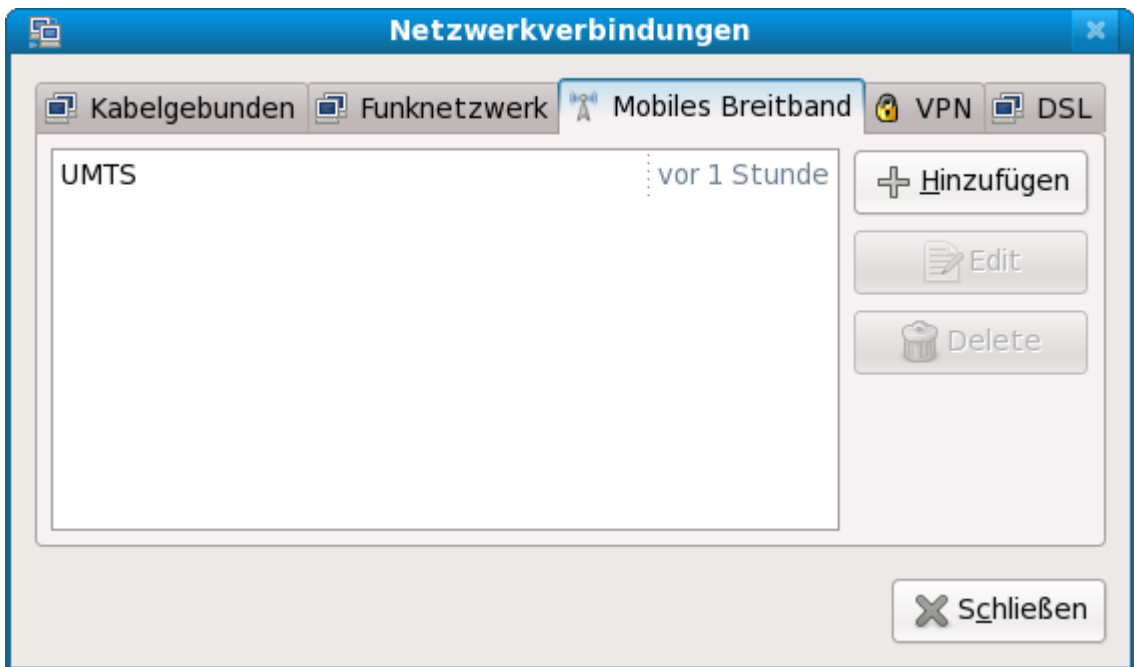 Netzwerkverbindungen
Kabelgebunden Funknetzwerk Mobiles Breitband VPN DSL
UMTS vor 1 Stunde
Hinzufügen
Edit
Delete
Schließen